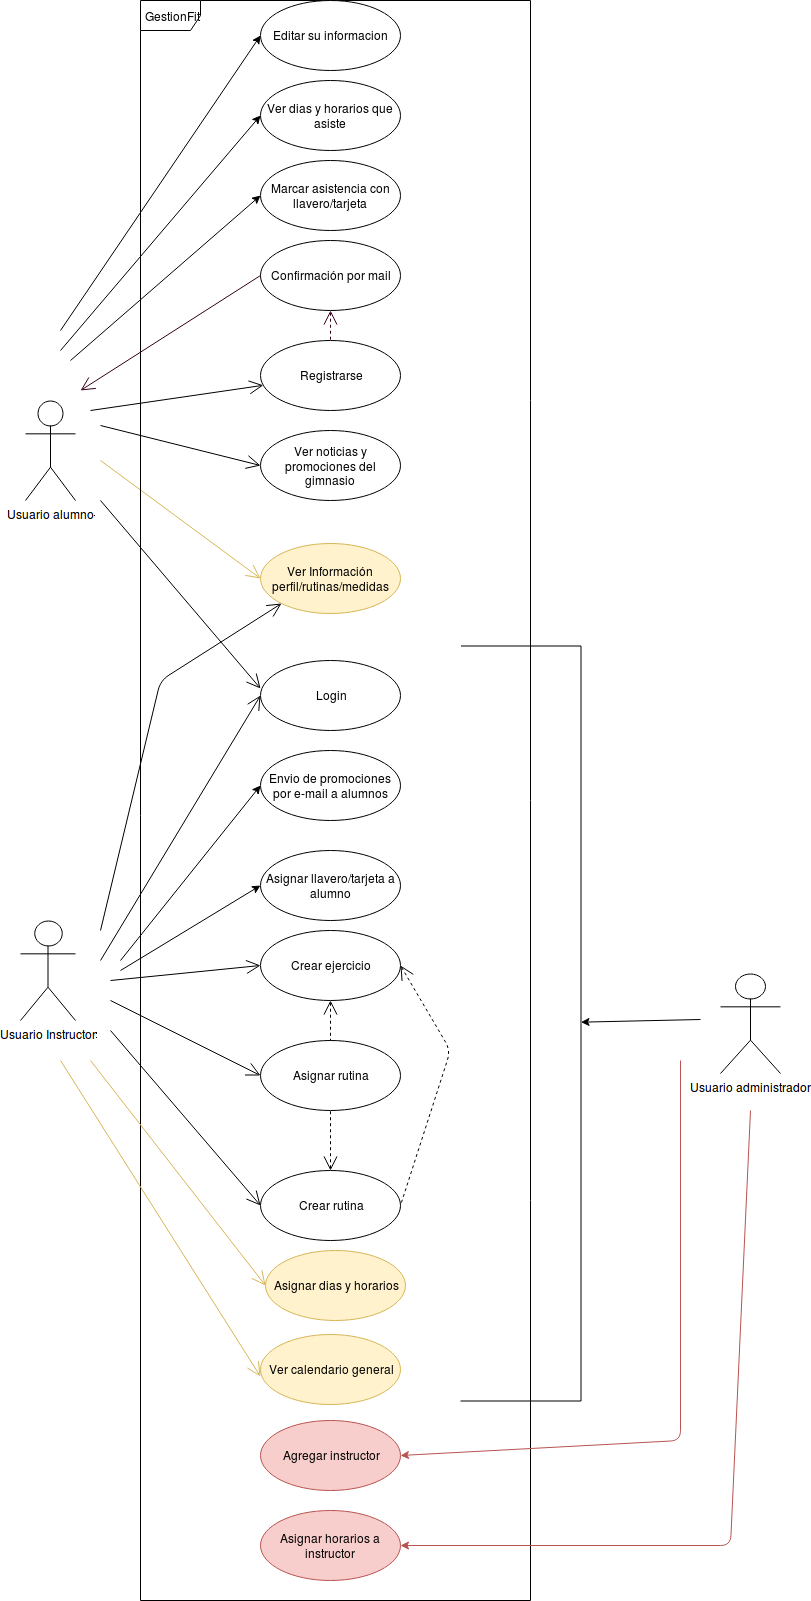 GestionFit
Editar su informacion
Ver dias y horarios que
asiste
Marcar asistencia con
llavero/tarjeta
Confirmación por mail
Registrarse
Ver noticias y
promociones del
gimnasio
Usuario alumno
Ver Información
perfil/rutinas/medidas
Login
Envio de promociones
por e-mail a alumnos
Asignar llavero/tarjeta a
alumno
Crear ejercicio
Usuario Instructor
Asignar rutina
Usuario administrador
Crear rutina
Asignar dias y horarios
Ver calendario general
Agregar instructor
Asignar horarios a
instructor